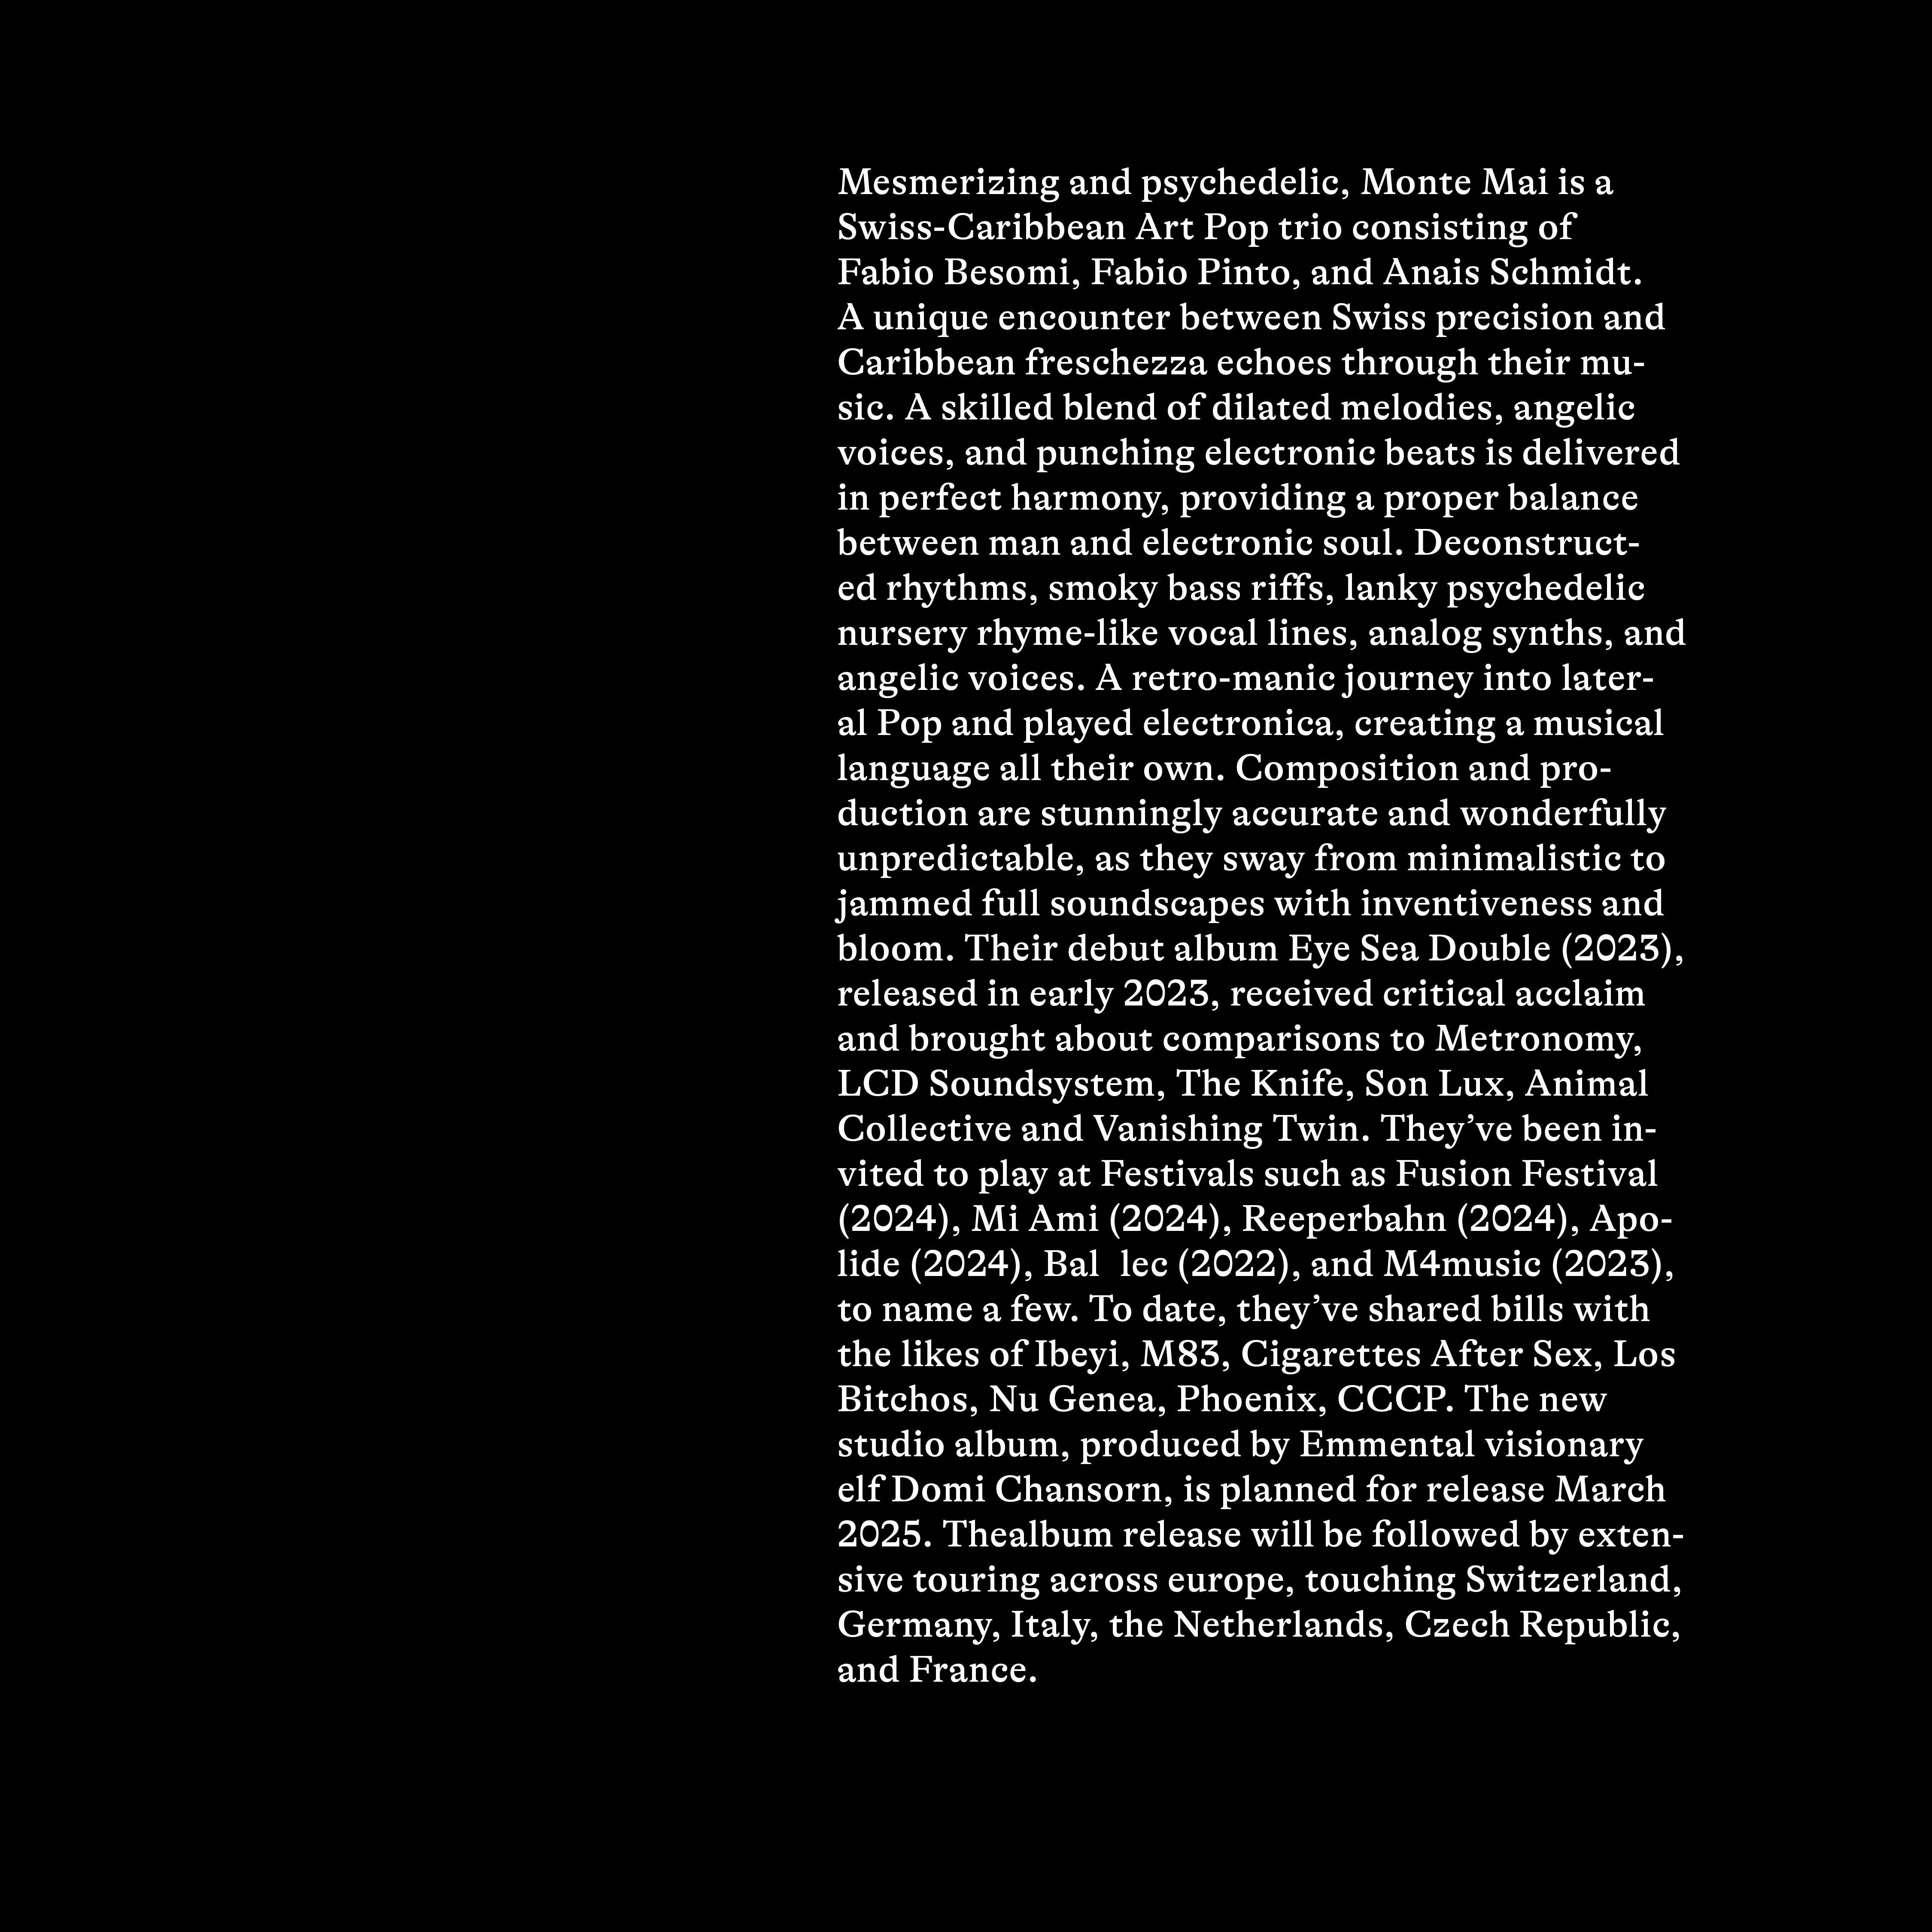 Mesmerizing and psychedelic, Monte Mai is a
Swiss-Caribbean Art Pop trio consisting of
Fabio Besomi, Fabio Pinto, and Anais Schmidt.
A unique encounter between Swiss precision and
Caribbean freschezza echoes through their mu-
sic. A skilled blend of dilated melodies, angelic
voices, and punching electronic beats is delivered
in perfect harmony, providing a proper balance
between man and electronic soul. Deconstruct-
ed rhythms, smoky bass riffs, lanky psychedelic
nursery rhyme-like vocal lines, analog synths, and
angelic voices. A retro-manic journey into later-
al Pop and played electronica, creating a musical
language all their own. Composition and pro-
duction are stunningly accurate and wonderfully
unpredictable, as they sway from minimalistic to
jammed full soundscapes with inventiveness and
bloom. Their debut album Eye Sea Double (2023),
released in early 2023, received critical acclaim
and brought about comparisons to Metronomy,
LCD Soundsystem, The Knife, Son Lux, Animal
Collective and Vanishing Twin. They’ve been in-
vited to play at Festivals such as Fusion Festival
(2024), Mi Ami (2024), Reeperbahn (2024), Apo-
lide (2024), Bal  lec (2022), and M4music (2023),
to name a few. To date, they’ve shared bills with
the likes of Ibeyi, M83, Cigarettes After Sex, Los
Bitchos, Nu Genea, Phoenix, CCCP. The new
studio album, produced by Emmental visionary
elf Domi Chansorn, is planned for release March
2025. Thealbum release will be followed by exten-
sive touring across europe, touching Switzerland,
Germany, Italy, the Netherlands, Czech Republic,
and France.